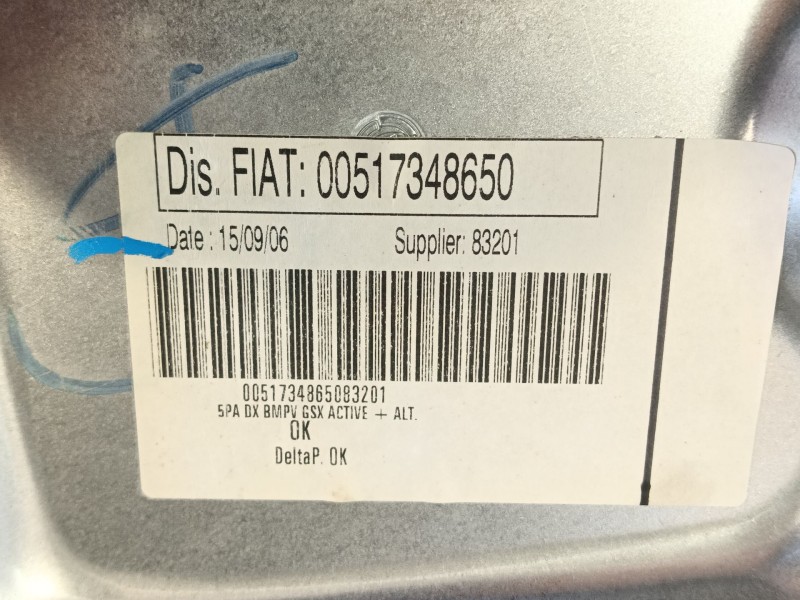 Dis. FIAT: 00517348650
Date : 15/09/06 Supplier: 83201
0051734865083201
5PA DX BMPV GSX ACTIVE + ALT.
OK
DeltaP. OK